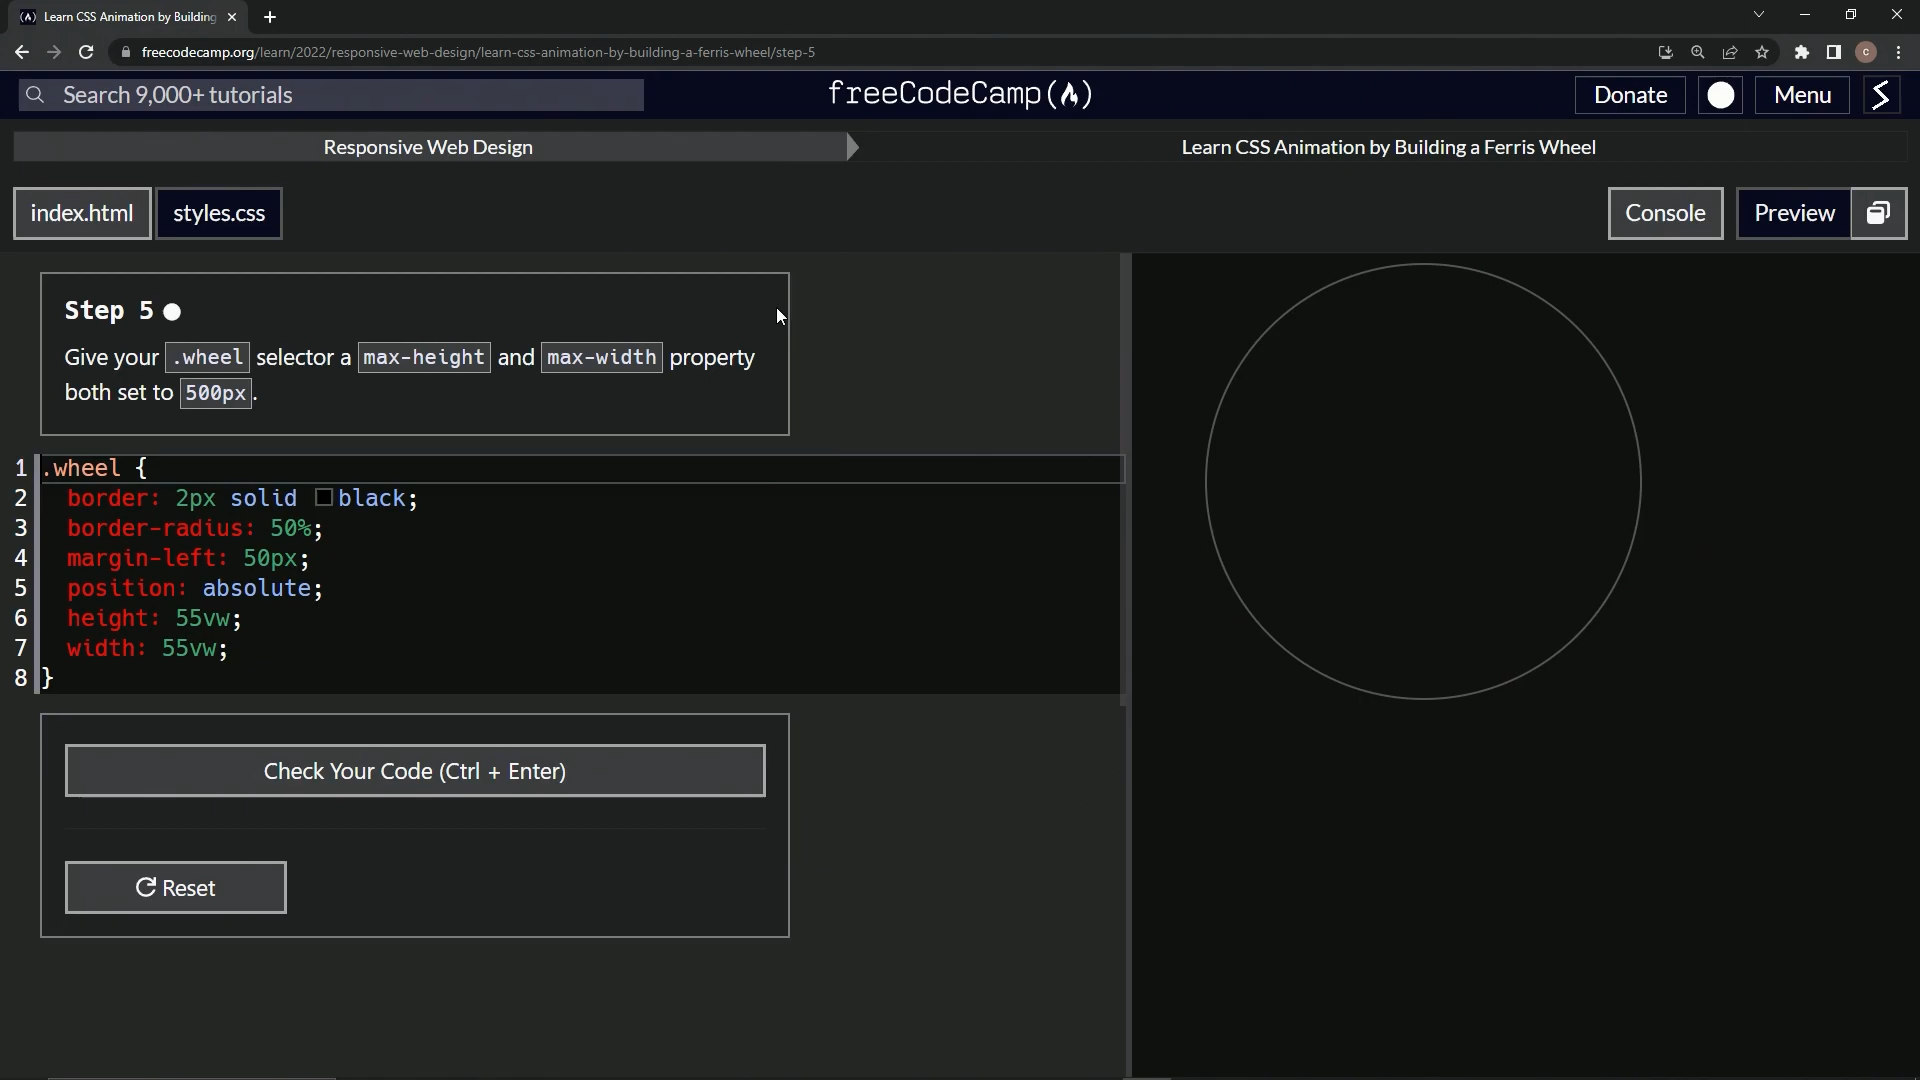 Learn CSS Animation by Building
freecodecamp.org/learn/2022/responsive-web-design/learn-css-animation-by-building-a-ferris-wheel/step-5
c
Search 9,000+ tutorials
freeCodeCamp
Donate
Menu
Responsive Web Design
Learn CSS Animation by Building a Ferris Wheel
index.html
styles.css
Console
Preview
Step 5
Give your .wheel selector a max-height and max-width property
both set to 500px.
1 .wheel {
2 border: 2px solid black;
3 border-radius: 50%;
4 margin-left: 50px;
5 position: absolute;
6 height: 55vw;
7 width: 55vw;
8 }
Check Your Code (Ctrl + Enter)
Reset